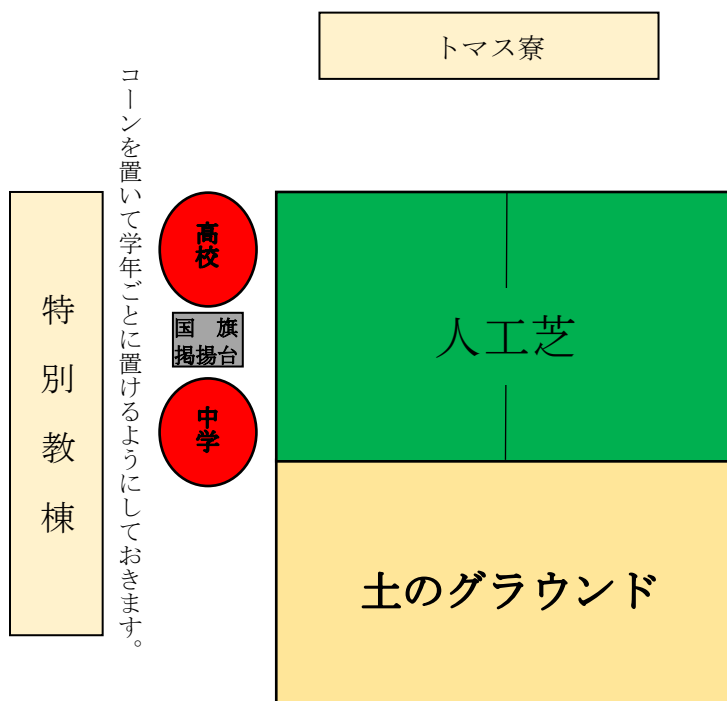 トマス寮
コーンを置いて学年ごとに置けるようにしておきます。
高校
国旗
掲揚台
中学
特別教棟
人工芝
土のグラウンド